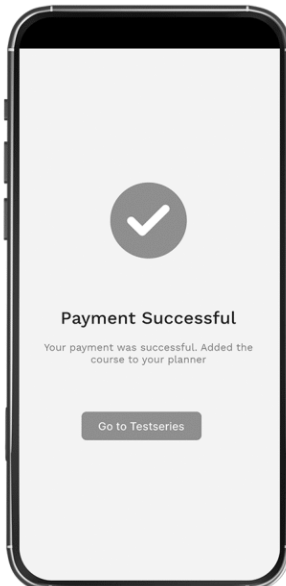 Payment Successful
Your payment was successful. Added the
course to your planner
Go to Testseries